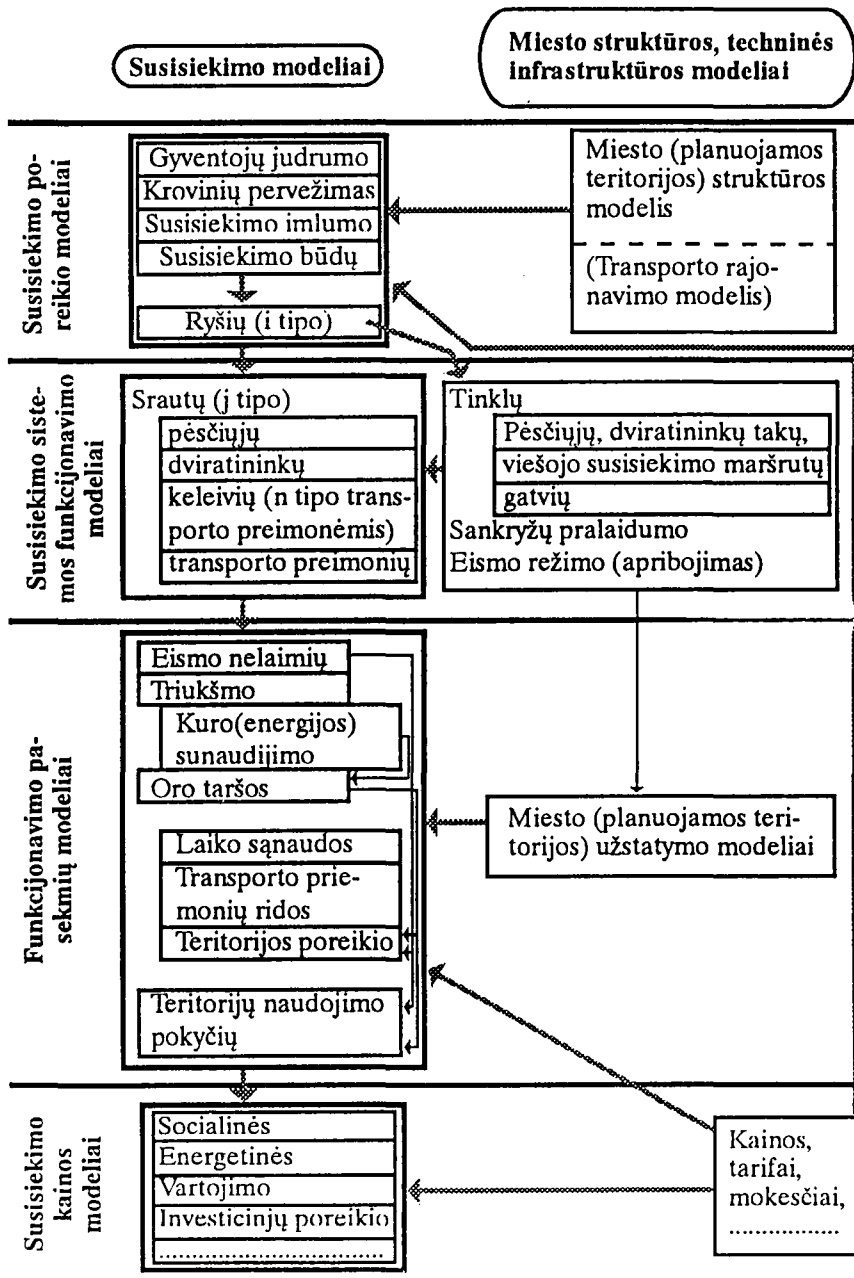 Susisiekimo modeliai
Miesto struktūros, techninės
infrastruktūros modeliai
Susisiekimo po-
reikio modeliai
Gyventojų judrumo
Krovinių pervežimas
Susisiekimo imlumo
Susisiekimo būdų
Ryšių (i tipo)
Miesto (planuojamos
teritorijos) struktūros
modelis
(Transporto rajo-
navimo modelis)
Susisiekimo siste-
mos funkcijonavimo
modeliai
Srautų (j tipo)
pėsčiųjų
dviratininkų
keleivių (n tipo trans-
porto preimonėmis)
transporto preimonių
Tinklų
Pėsčiųjų, dviratininkų takų,
viešojo susisiekimo maršrutų
gatvių
Sankryžų pralaidumo
Eismo režimo (apribojimas)
Funkcijonavimo pa-
sekmių modeliai
Eismo nelaimių
Triukšmo
Kuro(energijos)
sunaudijimo
Oro taršos
Laiko sąnaudos
Transporto prie-
monių ridos
Teritorijos poreikio
Teritorijų naudojimo
pokyčių
Miesto (planuojamos teri-
torijos) užstatymo modeliai
Susisiekimo
kainos
modeliai
Socialinės
Energetinės
Vartojimo
Investicinjų poreikio
..................................
Kainos,
tarifai,
mokesčiai,
................